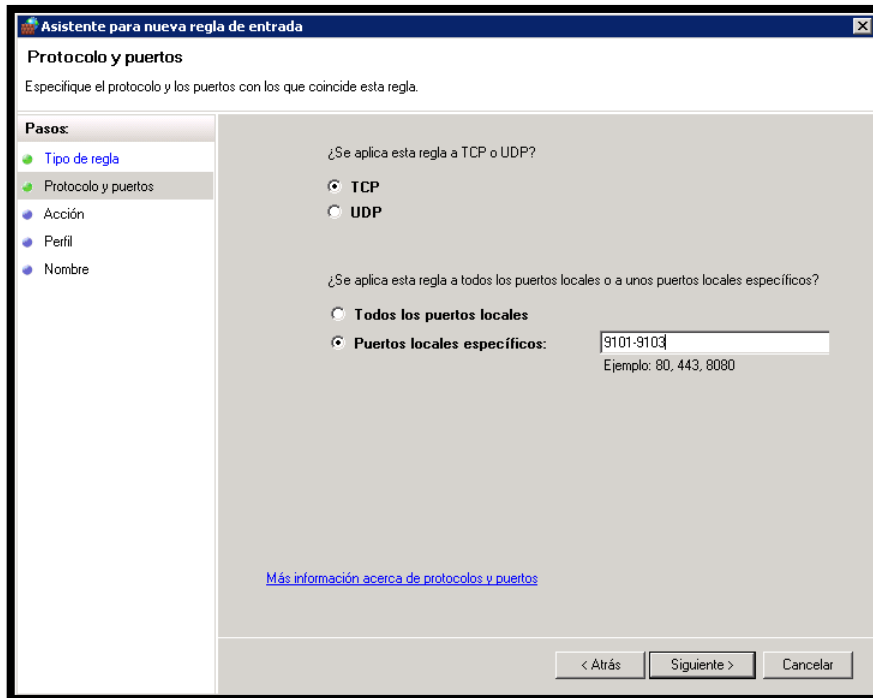 Asistente para nueva regla de entrada
Protocolo y puertos
Especifique el protocolo y los puertos con los que coincide esta regla.
Pasos:
Tipo de regla
Protocolo y puertos
Acción
Perfil
Nombre
¿Se aplica esta regla a TCP o UDP?
TCP
UDP
¿Se aplica esta regla a todos los puertos locales o a unos puertos locales específicos?
Todos los puertos locales
Puertos locales específicos: 9101-9103
Ejemplo: 80, 443, 8080
Más información acerca de protocolos y puertos
< Atrás Siguiente > Cancelar